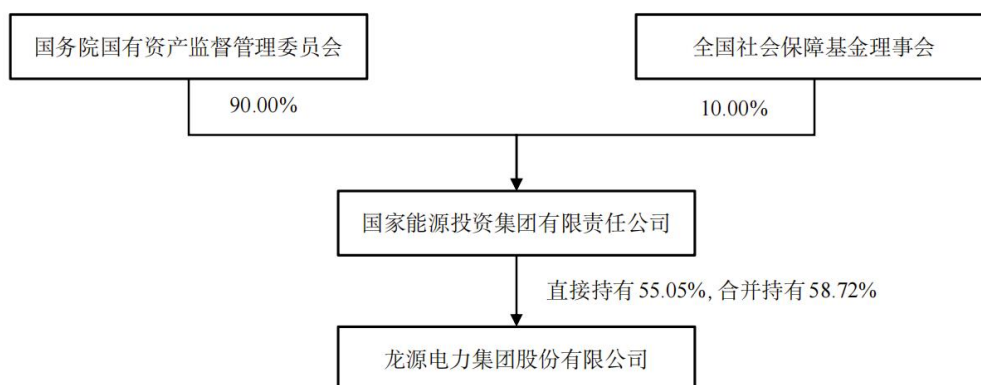 国务院国有资产监督管理委员会
全国社会保障基金理事会
90.00%
10.00%
国家能源投资集团有限责任公司
直接持有 55.05%, 合并持有 58.72%
龙源电力集团股份有限公司